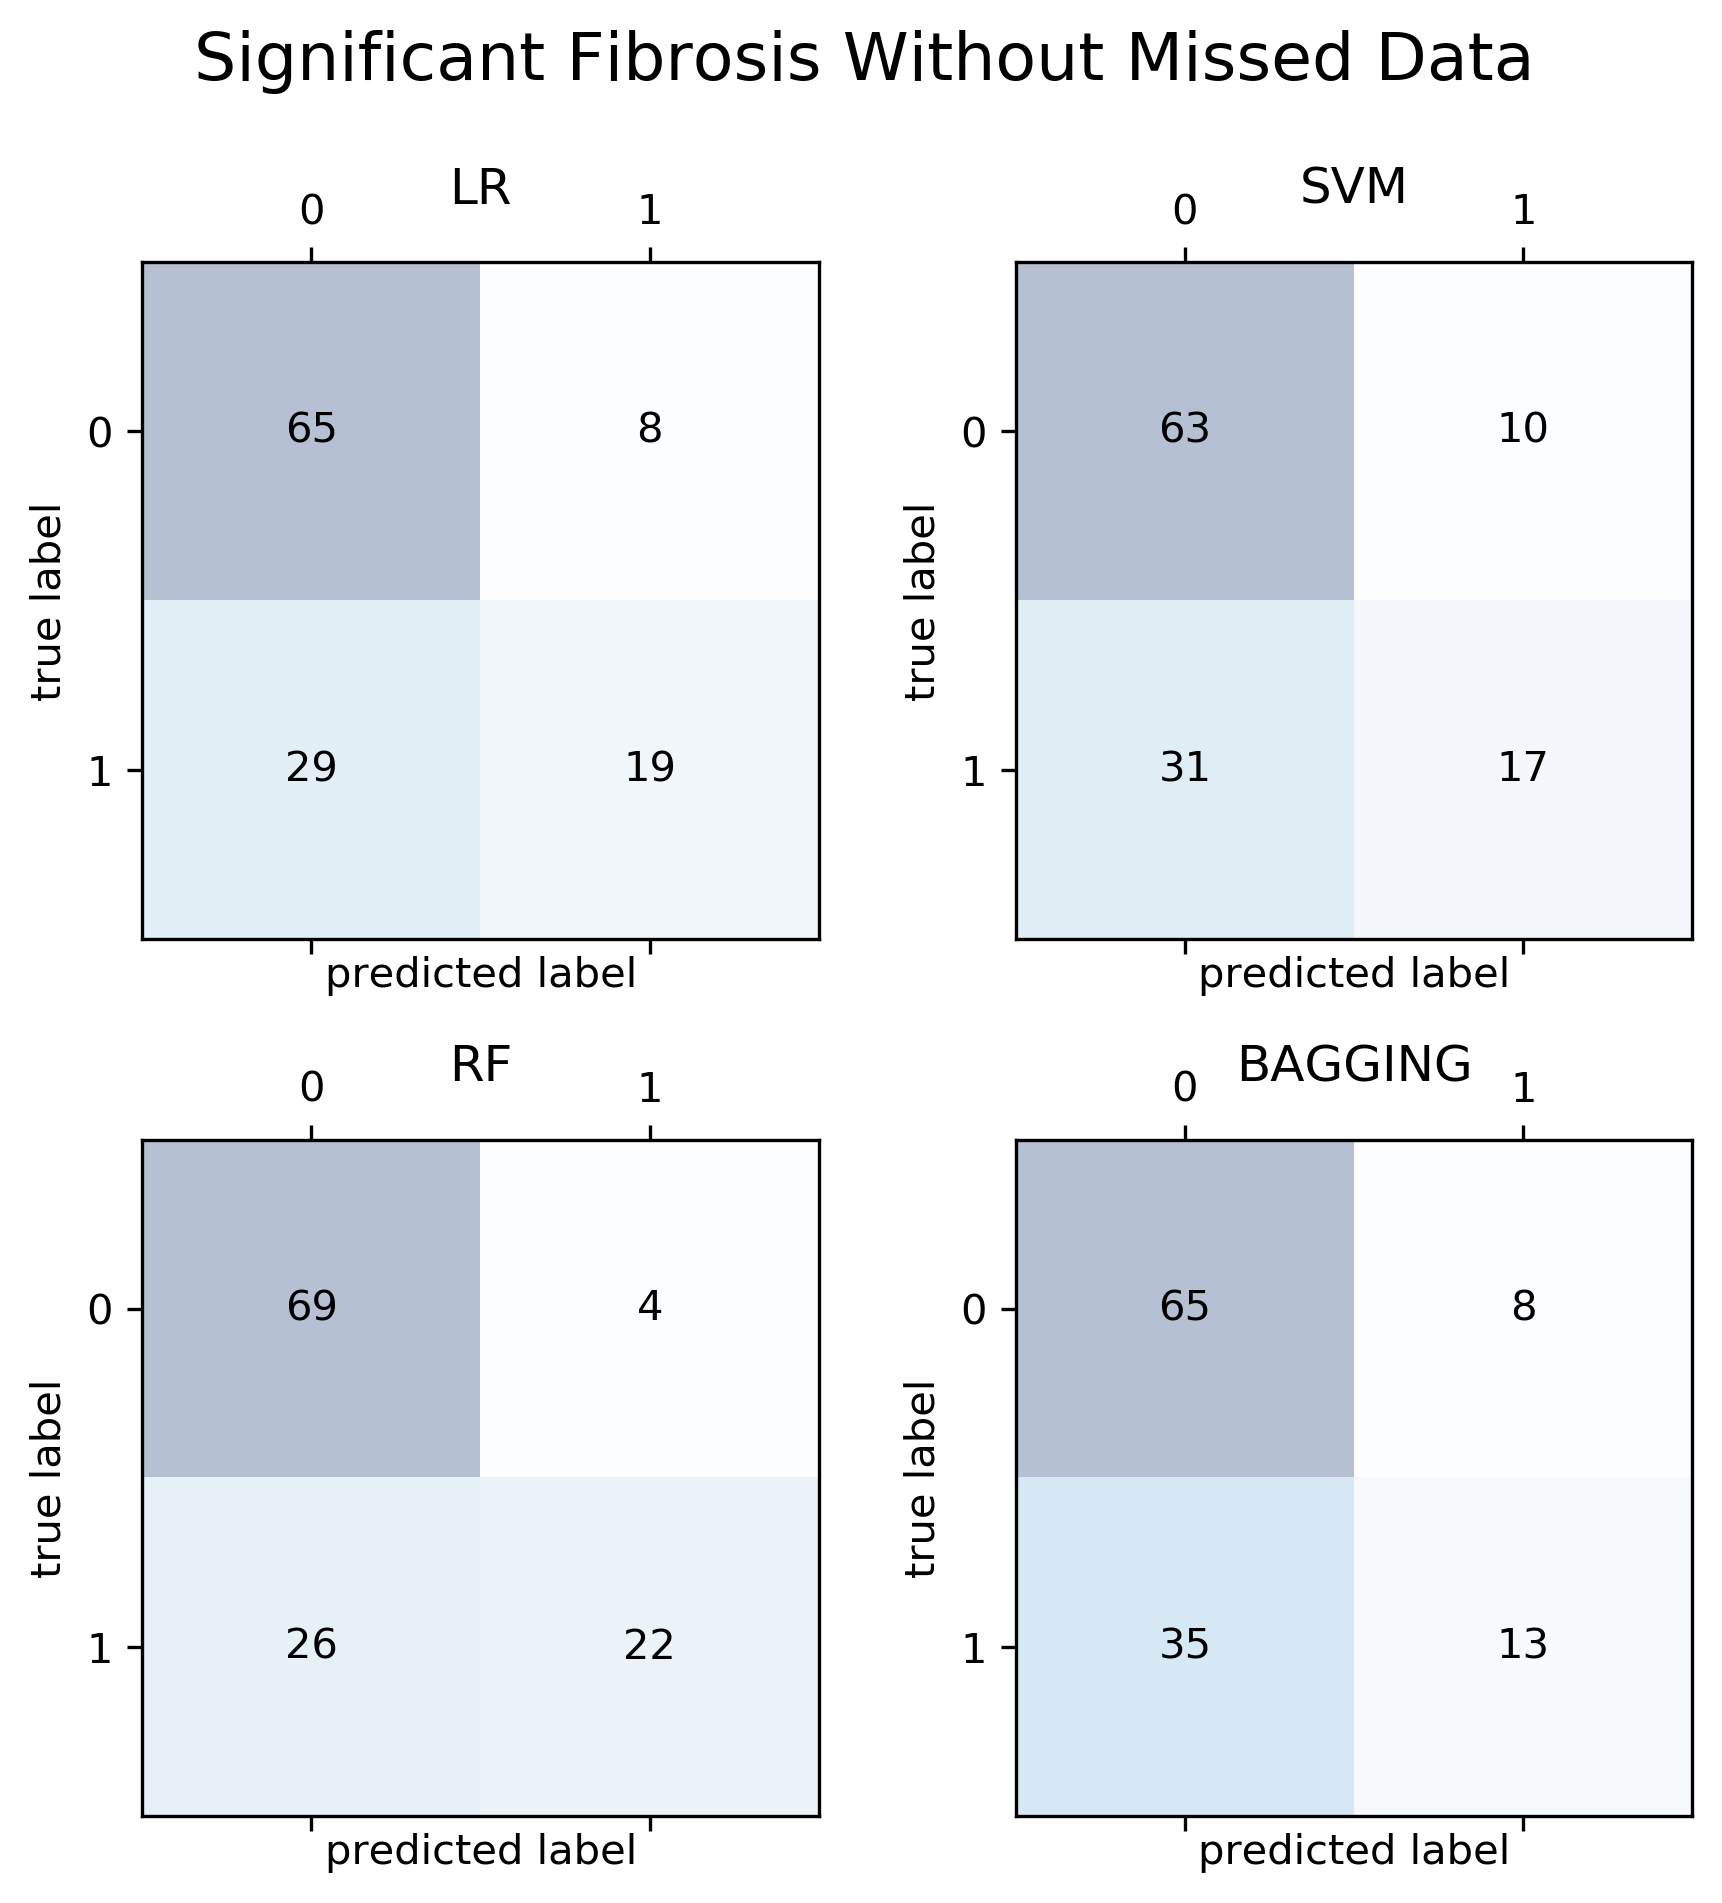 Significant Fibrosis Without Missed Data
LR
0 1
0 65 8
1 29 19
true label
predicted label
SVM
0 1
0 63 10
1 31 17
true label
predicted label
RF
0 1
0 69 4
1 26 22
true label
predicted label
BAGGING
0 1
0 65 8
1 35 13
true label
predicted label